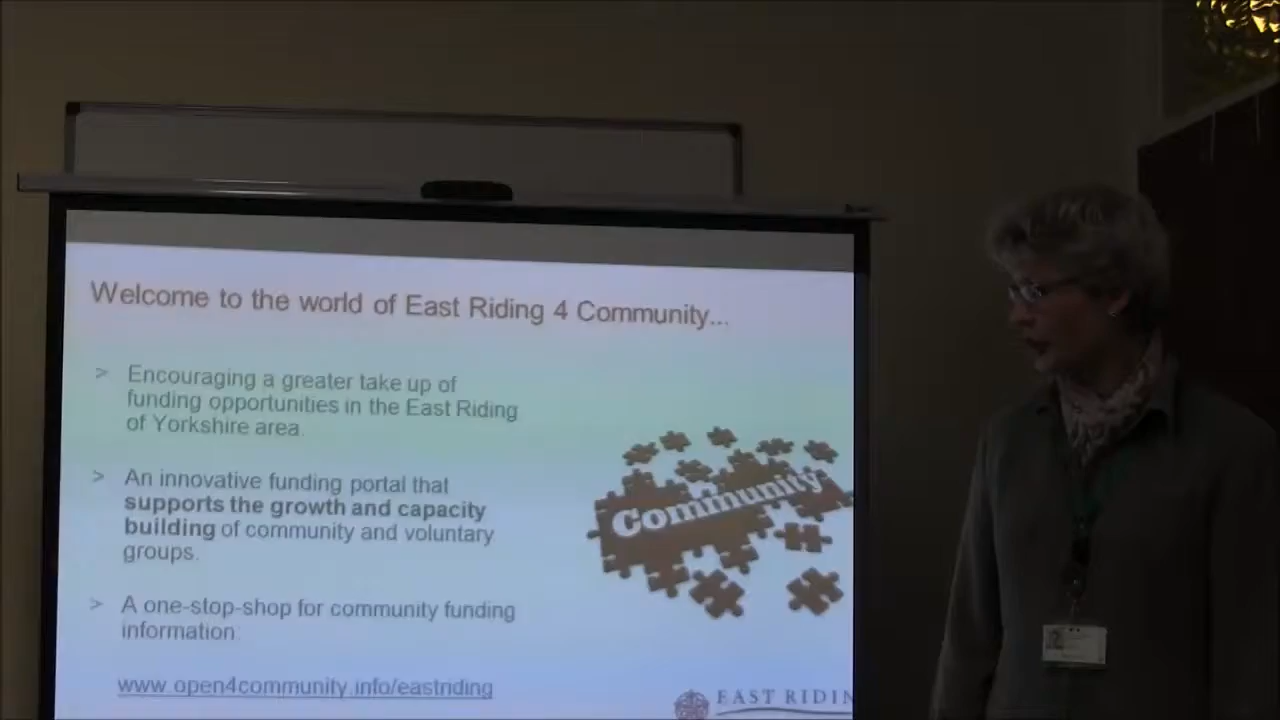 Welcome to the world of East Riding 4 Community...
> Encouraging a greater take up of
funding opportunities in the East Riding
of Yorkshire area.
> An innovative funding portal that
supports the growth and capacity
building of community and voluntary
groups.
> A one-stop-shop for community funding
information
www.open4community.info/eastriding
Community
EAST RIDIN